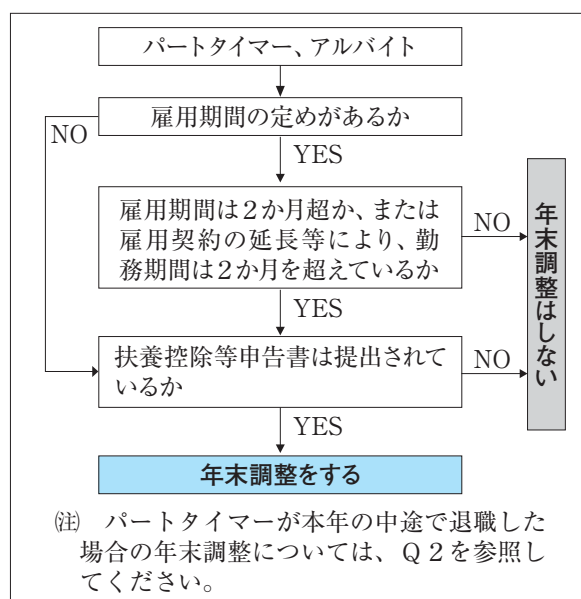 パートタイマー、アルバイト
雇用期間の定めがあるか
NO
YES
雇用期間は２か月超か、または
雇用契約の延長等により、勤
務期間は２か月を超えているか
NO
年末調整はしない
YES
扶養控除等申告書は提出されて
いるか
NO
YES
年末調整をする
㊟　パートタイマーが本年の中途で退職した
場合の年末調整については、Ｑ２を参照し
てください。